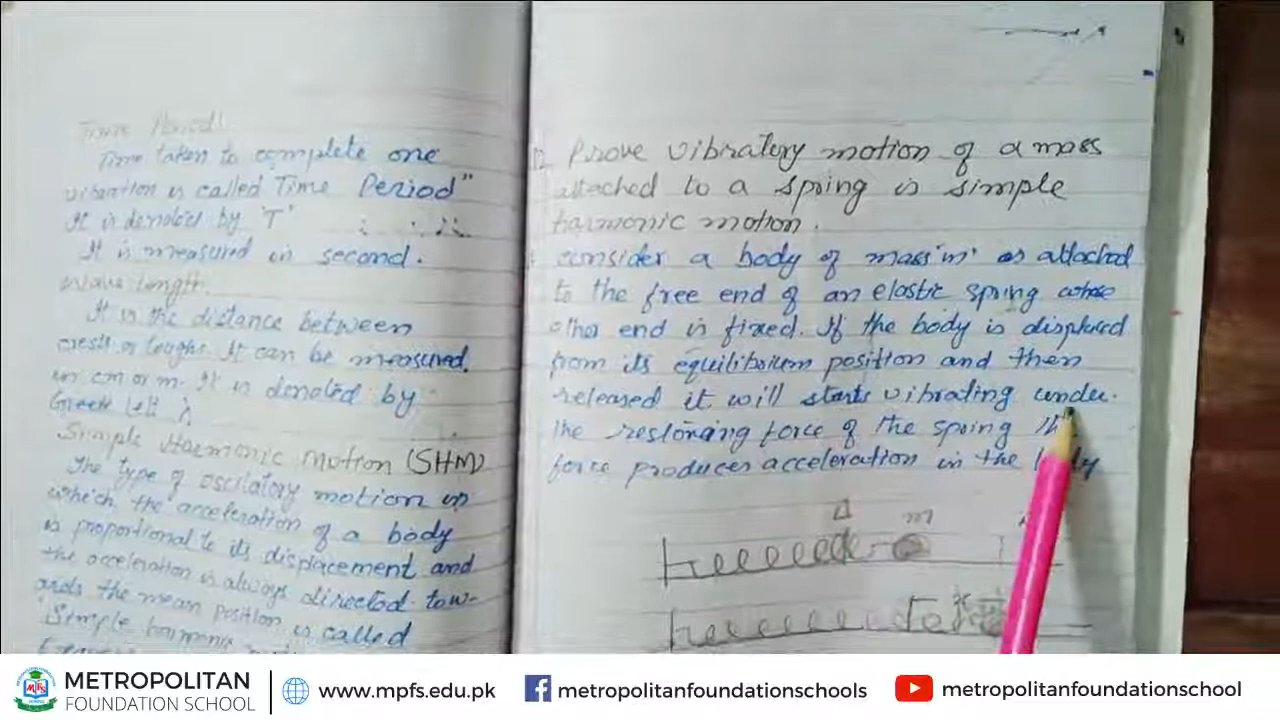 Time Period!
Time taken to complete one
vibration is called Time Period"
It is denoted by 'T'
It is measured in second.
Wave length.
It is the distance between
crests or toughs. It can be measured.
in cm or m. It is denoted by
Greek lett λ
Simple Harmonic Motion (SHM)
The type of oscilatory motion in
which, the acceleration of a body
is proportional to its displacement and
the acceleration is always directed tow-
ards the mean position is called
"Simple harmonic
Prove vibratory motion of a mass
attached to a spring is simple
harmonic motion.
consider a body of mass 'm' as attached
to the free end of an elastic spring whose
other end is fixed. If the body is displaced
from its equilibrium position and then
released it will starts vibrating under.
the restoring force of the spring
force produces acceleration in the body
m
x
METROPOLITAN
FOUNDATION SCHOOL
www.mpfs.edu.pk
metropolitanfoundationschools
metropolitanfoundationschool